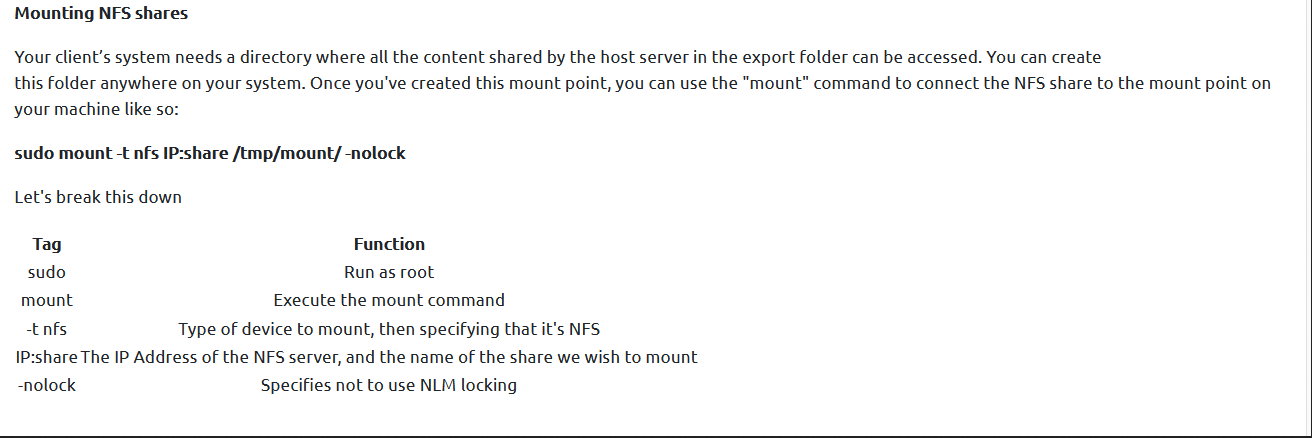 Mounting NFS shares
Your client’s system needs a directory where all the content shared by the host server in the export folder can be accessed. You can create
this folder anywhere on your system. Once you've created this mount point, you can use the "mount" command to connect the NFS share to the mount point on
your machine like so:
sudo mount -t nfs IP:share /tmp/mount/ -nolock
Let's break this down
Tag Function
sudo Run as root
mount Execute the mount command
-t nfs Type of device to mount, then specifying that it's NFS
IP:share The IP Address of the NFS server, and the name of the share we wish to mount
-nolock Specifies not to use NLM locking